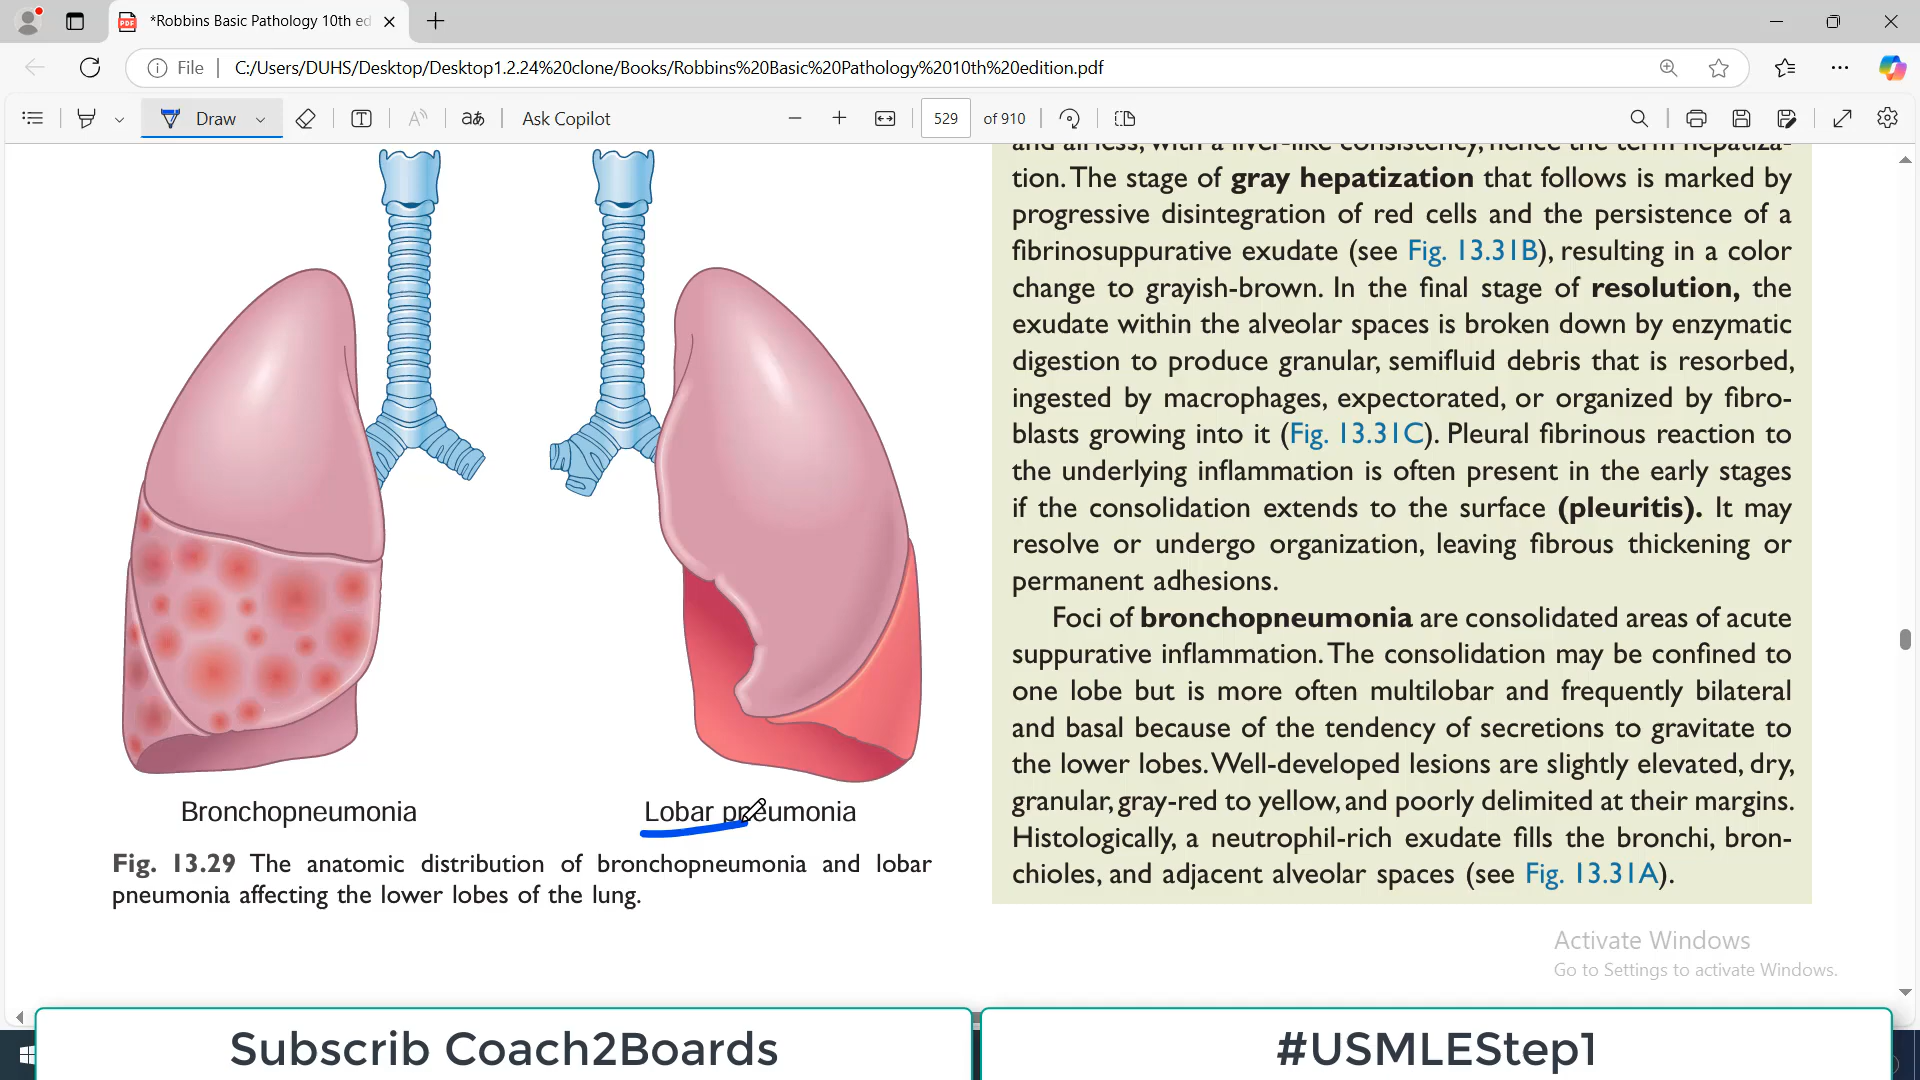 *Robbins Basic Pathology 10th ed
File
C:/Users/DUHS/Desktop/Desktop1.2.24%20clone/Books/Robbins%20Basic%20Pathology%2010th%20edition.pdf
Draw
Ask Copilot
529 of 910
and airless, with a liver-like consistency, hence the term hepatiza-
tion. The stage of gray hepatization that follows is marked by
progressive disintegration of red cells and the persistence of a
fibrinosuppurative exudate (see Fig. 13.31B), resulting in a color
change to grayish-brown. In the final stage of resolution, the
exudate within the alveolar spaces is broken down by enzymatic
digestion to produce granular, semifluid debris that is resorbed,
ingested by macrophages, expectorated, or organized by fibro-
blasts growing into it (Fig. 13.31C). Pleural fibrinous reaction to
the underlying inflammation is often present in the early stages
if the consolidation extends to the surface (pleuritis). It may
resolve or undergo organization, leaving fibrous thickening or
permanent adhesions.
Foci of bronchopneumonia are consolidated areas of acute
suppurative inflammation. The consolidation may be confined to
one lobe but is more often multilobar and frequently bilateral
and basal because of the tendency of secretions to gravitate to
the lower lobes. Well-developed lesions are slightly elevated, dry,
granular, gray-red to yellow, and poorly delimited at their margins.
Histologically, a neutrophil-rich exudate fills the bronchi, bron-
chioles, and adjacent alveolar spaces (see Fig. 13.31A).
Bronchopneumonia
Lobar pneumonia
Fig. 13.29 The anatomic distribution of bronchopneumonia and lobar
pneumonia affecting the lower lobes of the lung.
Activate Windows
Go to Settings to activate Windows.
Subscrib Coach2Boards
#USMLEStep1